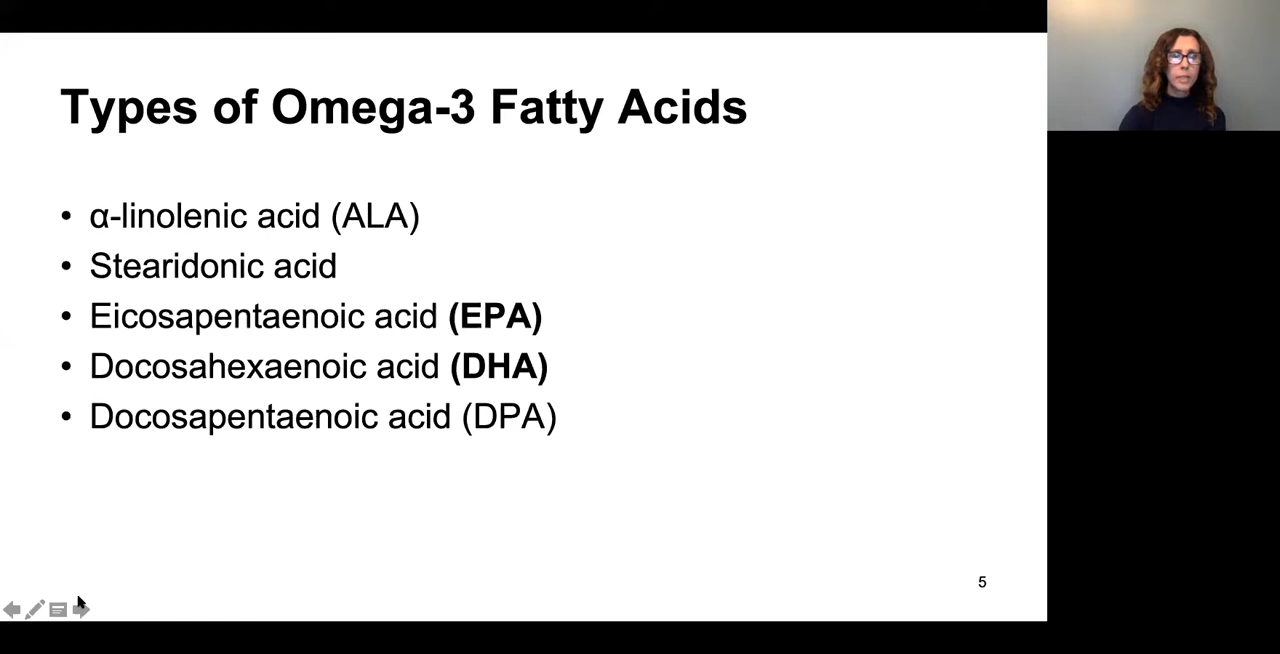 Types of Omega-3 Fatty Acids
• α-linolenic acid (ALA)
• Stearidonic acid
• Eicosapentaenoic acid (EPA)
• Docosahexaenoic acid (DHA)
• Docosapentaenoic acid (DPA)
5